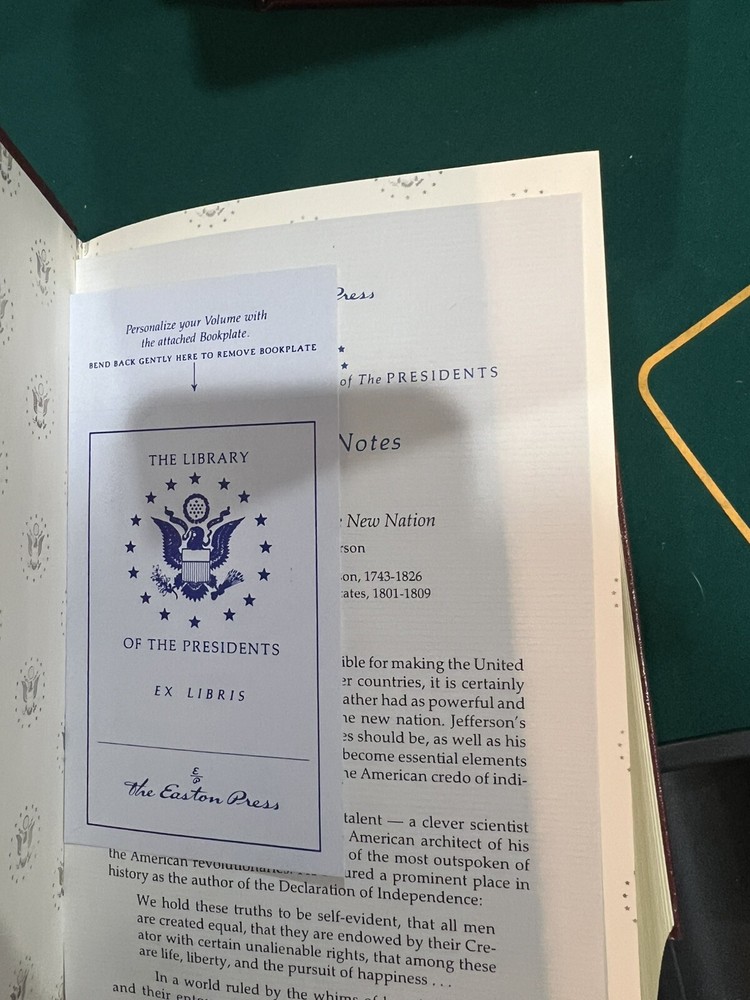 Personalize your Volume with
the attached Bookplate.
BEND BACK GENTLY HERE TO REMOVE BOOKPLATE
THE LIBRARY
OF THE PRESIDENTS
EX LIBRIS
E
P
The Easton Press
Press
of The PRESIDENTS
Notes
New Nation
1743-1826
1801-1809
for making the United
countries, it is certainly
had as powerful and
new nation. Jefferson's
should be, as well as his
become essential elements
American credo of indi-
talent — a clever scientist
American architect of his
of the most outspoken of
the American revolutionaries. a prominent place in
history as the author of the Declaration of Independence:
We hold these truths to be self-evident, that all men
are created equal, that they are endowed by their Cre-
ator with certain unalienable rights, that among these
are life, liberty, and the pursuit of happiness . . .
In a world ruled by the whims of
and their